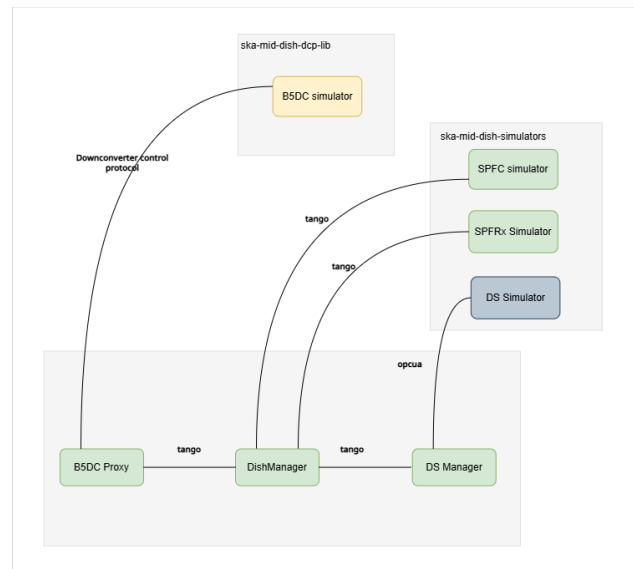 ska-mid-dish-dcp-lib
B5DC simulator
ska-mid-dish-simulators
SPFC simulator
Downconverter control
protocol
tango
SPFRx Simulator
tango
DS Simulator
opcua
B5DC Proxy
tango
DishManager
tango
DS Manager